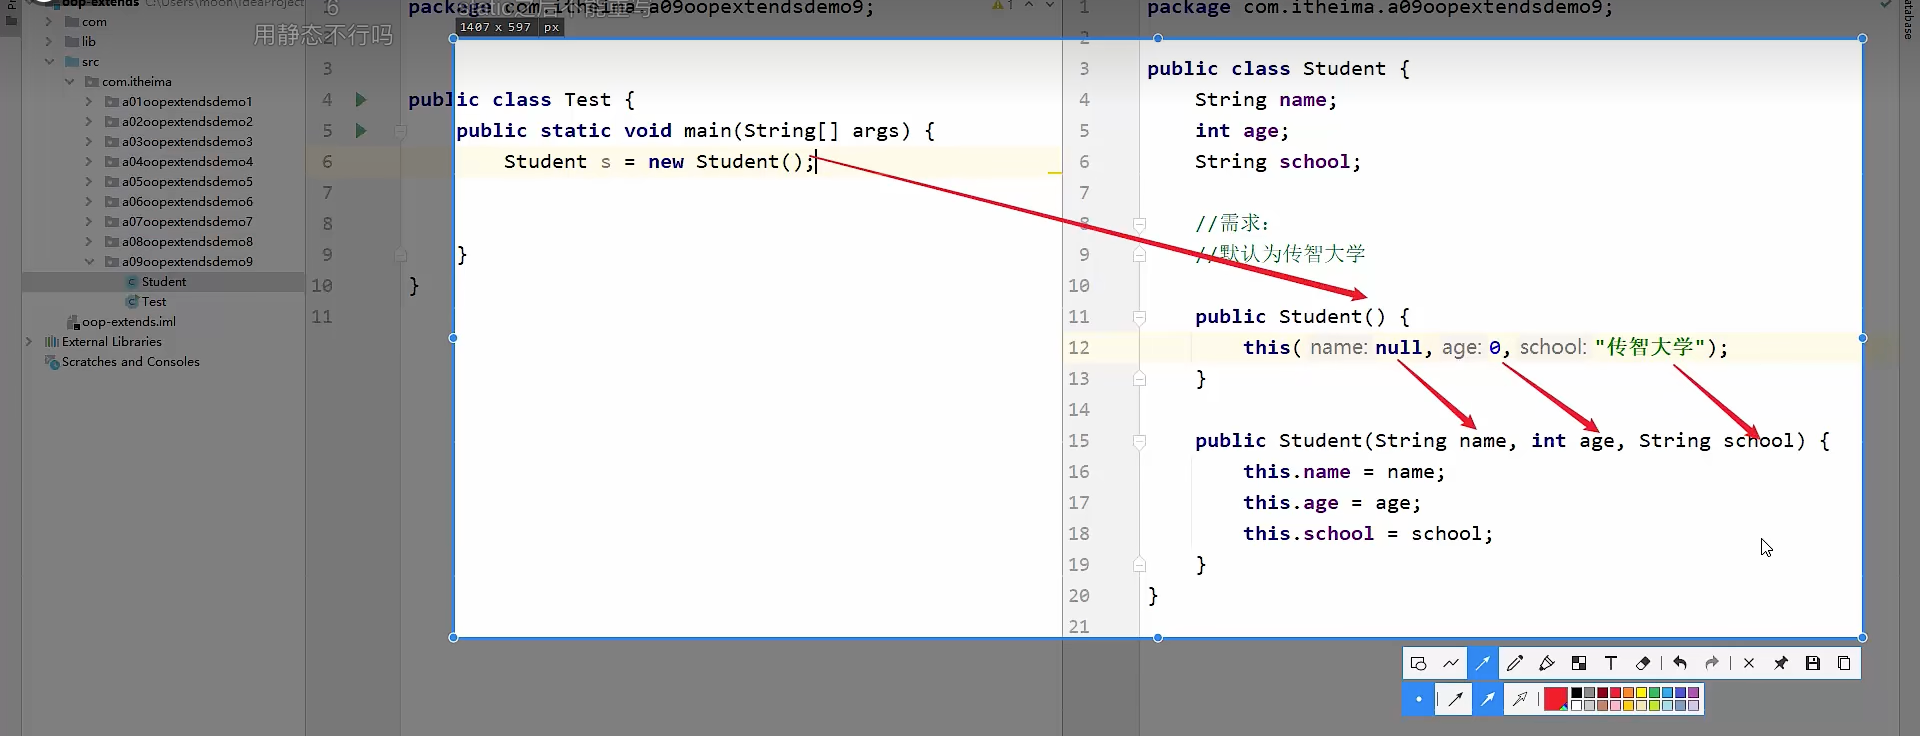 oop-extends C:\Users\moon\IdeaProject
com
lib
src
com.itheima
a01oopextendsdemo1
a02oopextendsdemo2
a03oopextendsdemo3
a04oopextendsdemo4
a05oopextendsdemo5
a06oopextendsdemo6
a07oopextendsdemo7
a08oopextendsdemo8
a09oopextendsdemo9
Student
Test
oop-extends.iml
External Libraries
Scratches and Consoles
用静态不行吗
1407 x 597 px
package com.itheima.a09oopextendsdemo9;
3
4 public class Test {
5 public static void main(String[] args) {
6 Student s = new Student();
7
8
9 }
10 }
11
1 package com.itheima.a09oopextendsdemo9;
2
3 public class Student {
4 String name;
5 int age;
6 String school;
7
8 //需求:
9 //默认为传智大学
10
11 public Student() {
12 this( name: null, age: 0, school: "传智大学");
13 }
14
15 public Student(String name, int age, String school) {
16 this.name = name;
17 this.age = age;
18 this.school = school;
19 }
20 }
21
atabase